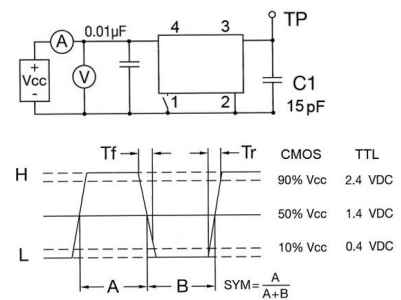 TP
A
0.01µF
4
3
+
Vcc
-
V
1
2
C1
15pF
Tf
Tr
CMOS
TTL
H
90% Vcc
2.4 VDC
50% Vcc
1.4 VDC
L
10% Vcc
0.4 VDC
A
B
SYM= A
A+B